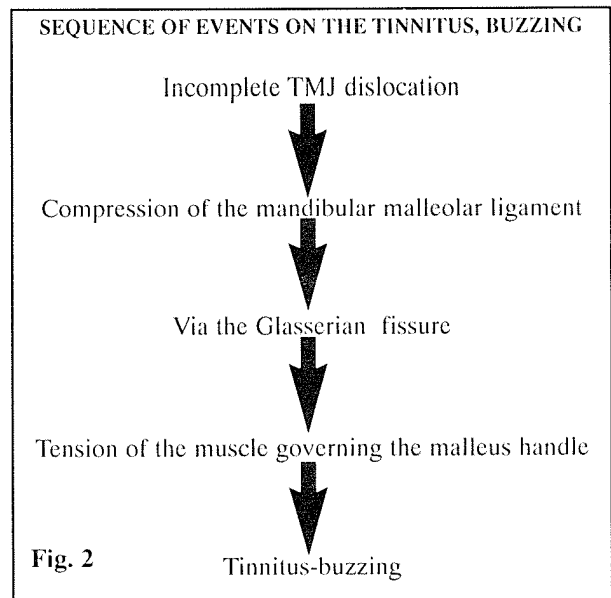 SEQUENCE OF EVENTS ON THE TINNITUS, BUZZING
Incomplete TMJ dislocation
Compression of the mandibular malleolar ligament
Via the Glasserian fissure
Tension of the muscle governing the malleus handle
Tinnitus-buzzing
Fig. 2